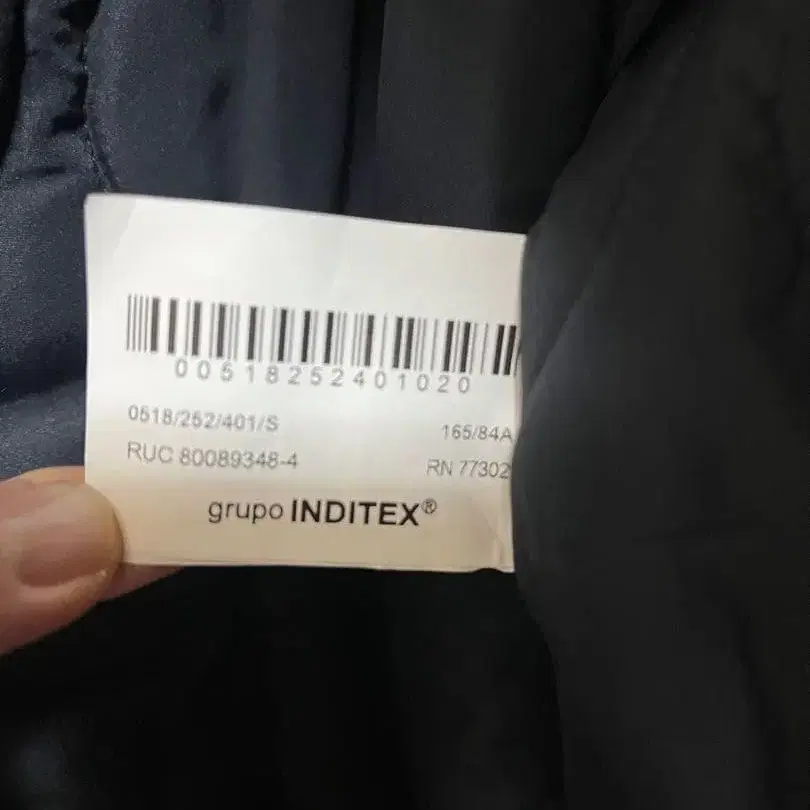 00518252401020
0518/252/401/S
165/84A
RUC 80089348-4
RN 77302
grupo INDITEX®